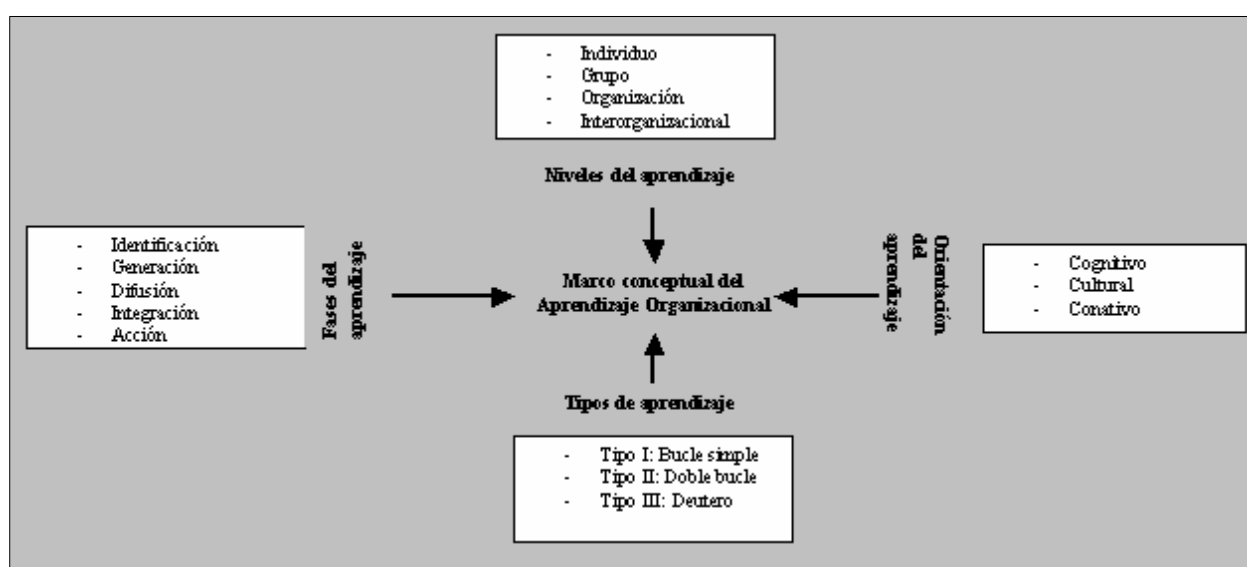 - Individuo
- Grupo
- Organización
- Interorganizacional
Niveles del aprendizaje
- Identificación
- Generación
- Difusión
- Integración
- Acción
Fases del
aprendizaje
Marco conceptual del
Aprendizaje Organizacional
Orientación
del
aprendizaje
- Cognitivo
- Cultural
- Conativo
Tipos de aprendizaje
- Tipo I: Bucle simple
- Tipo II: Doble bucle
- Tipo III: Deutero